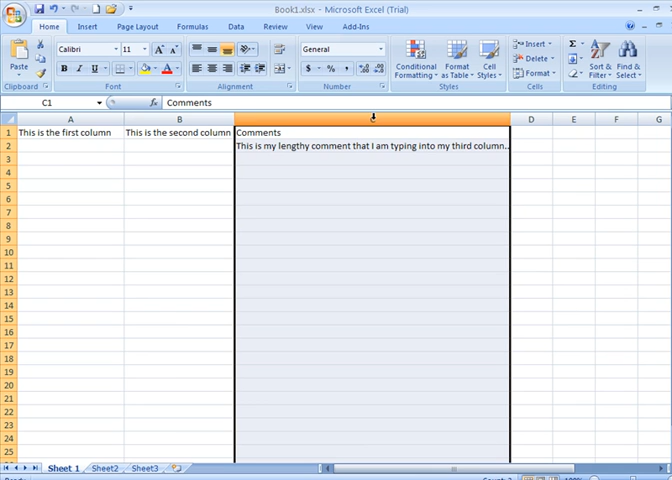 Book1.xlsx - Microsoft Excel (Trial)
Home Insert Page Layout Formulas Data Review View Add-Ins
Paste Calibri 11 A A General Conditional Formatting Format as Table Cell Styles Insert Delete Format Σ Sort & Filter Find & Select
B I U A $ % ,
Clipboard Font Alignment Number Styles Cells Editing
C1 fx Comments
A B C D E F G
1 This is the first column This is the second column Comments
2 This is my lengthy comment that I am typing into my third column..
3
4
5
6
7
8
9
10
11
12
13
14
15
16
17
18
19
20
21
22
23
24
25
Sheet 1 Sheet2 Sheet3
100%